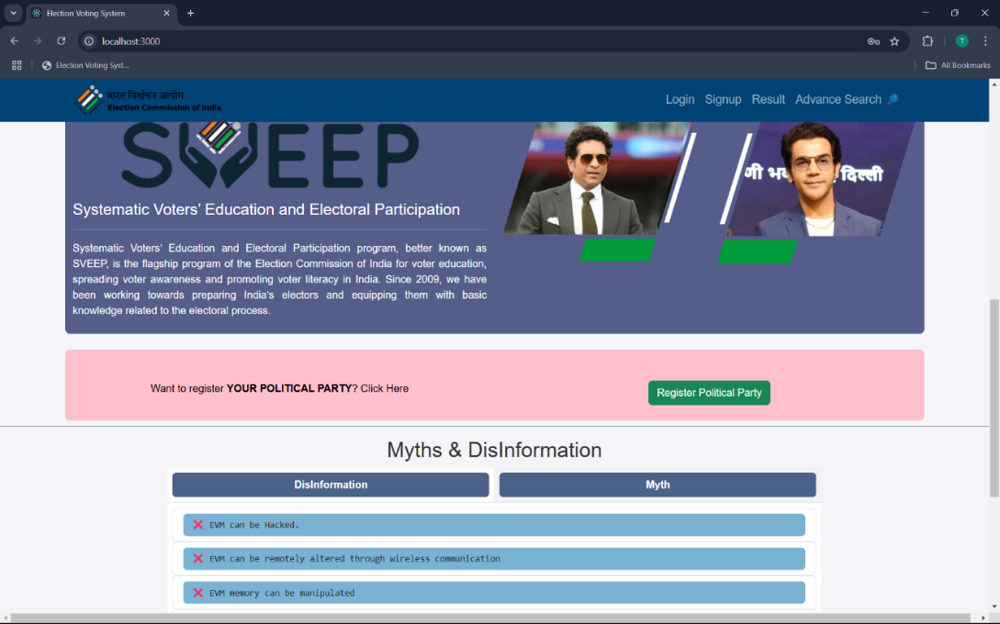 Election Voting System
localhost:3000
T
Election Voting Syst...
All Bookmarks
भारत निर्वाचन आयोग
Election Commission of India
Login Signup Result Advance Search
SVEEP
Systematic Voters' Education and Electoral Participation
Systematic Voters' Education and Electoral Participation program, better known as
SVEEP, is the flagship program of the Election Commission of India for voter education,
spreading voter awareness and promoting voter literacy in India. Since 2009, we have
been working towards preparing India's electors and equipping them with basic
knowledge related to the electoral process.
दिल्ली
Want to register YOUR POLITICAL PARTY? Click Here
Register Political Party
Myths & DisInformation
DisInformation
Myth
EVM can be Hacked.
EVM can be remotely altered through wireless communication
EVM memory can be manipulated